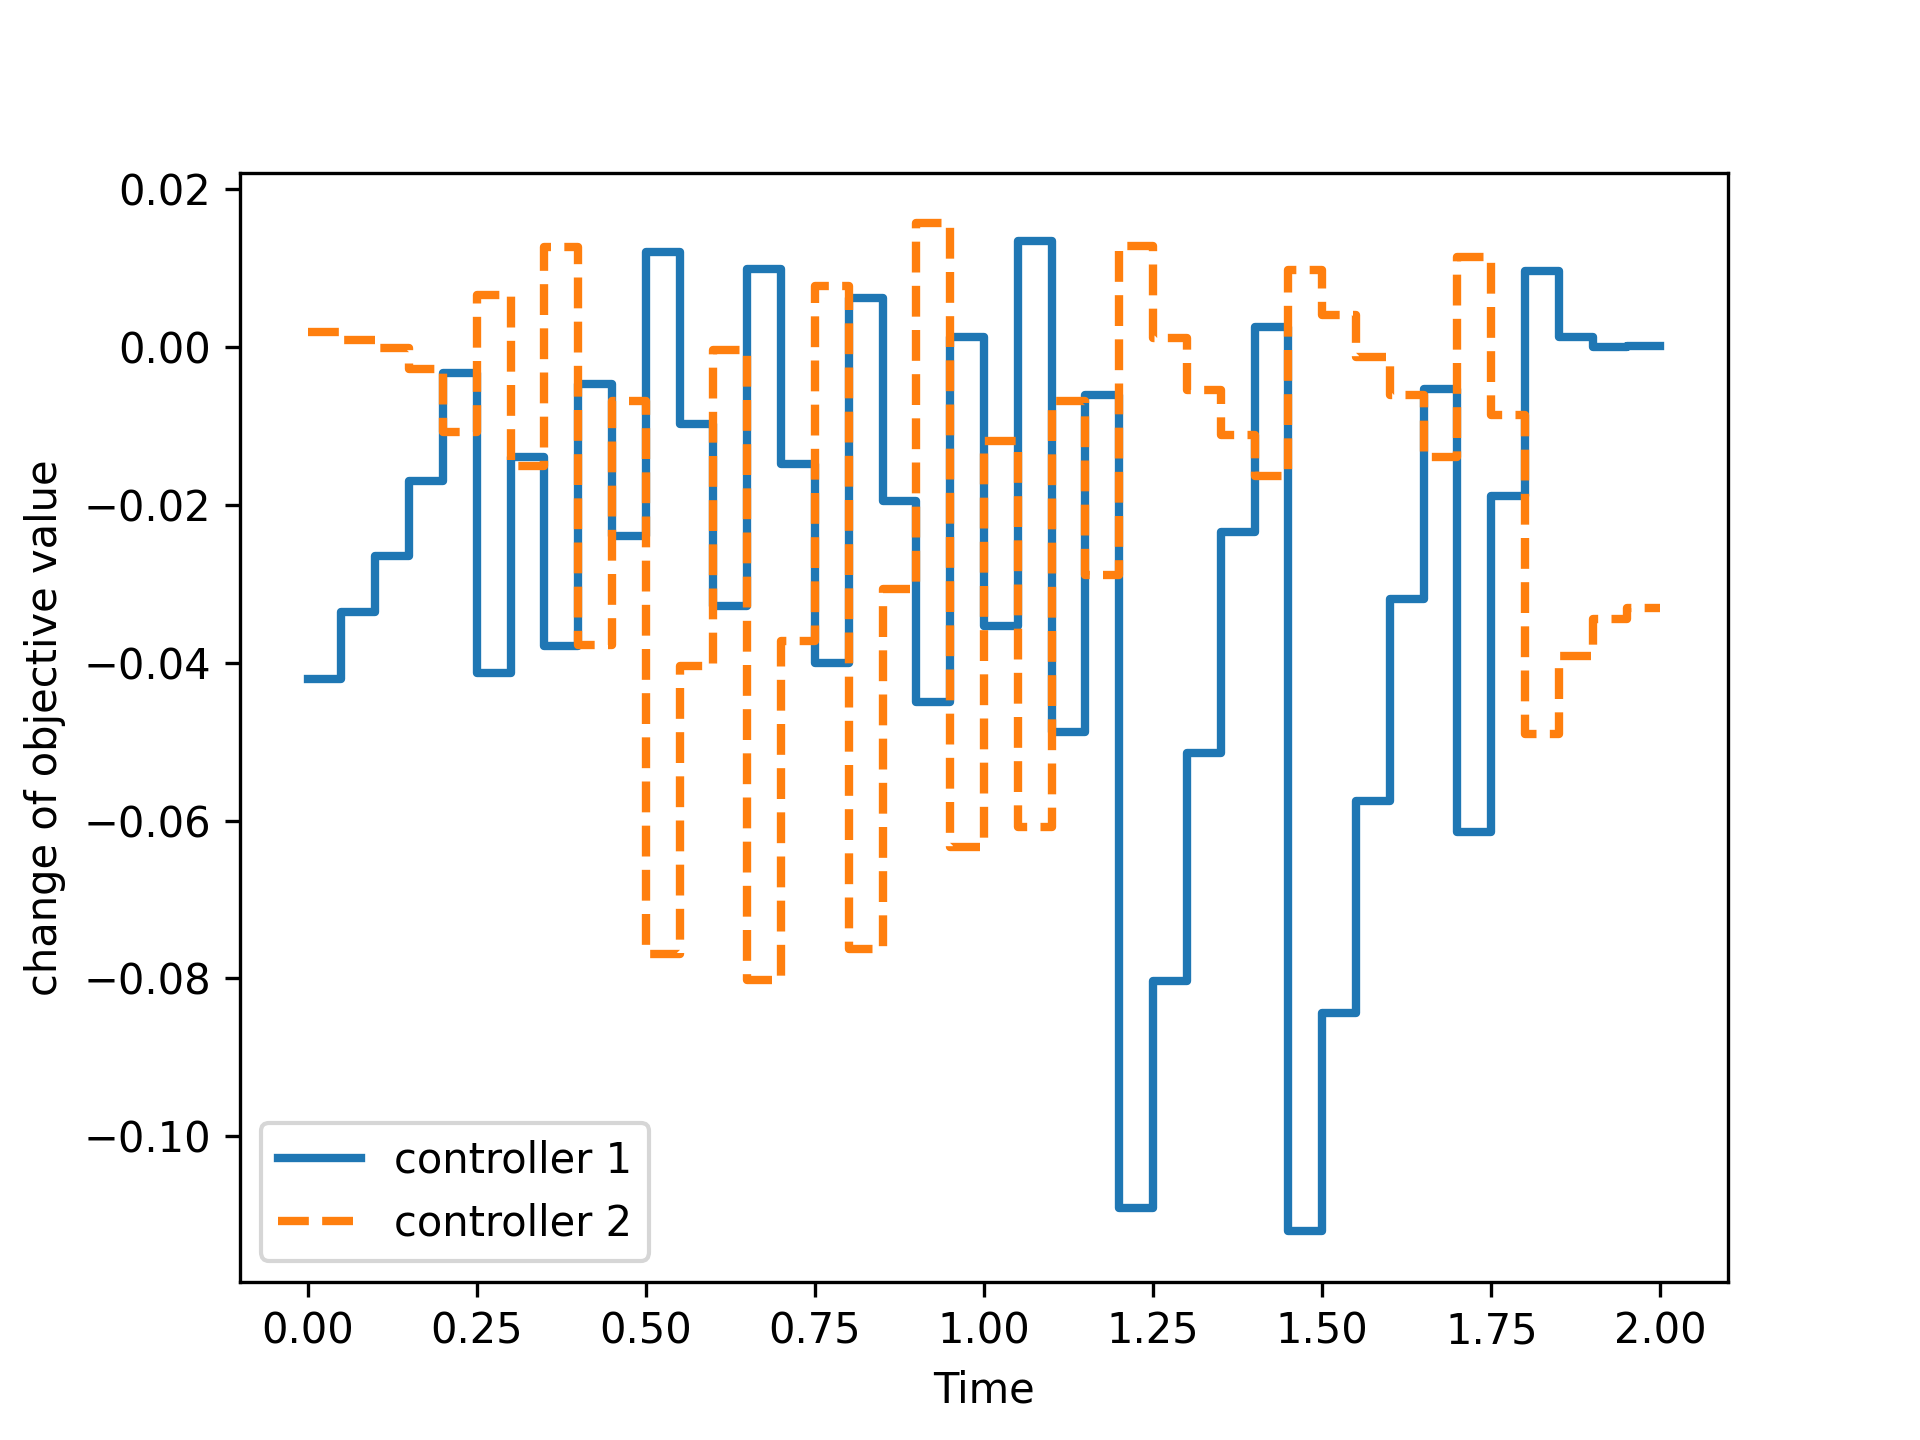 0.02
0.00
−0.02
−0.04
−0.06
−0.08
−0.10
change of objective value
controller 1
controller 2
0.00 0.25 0.50 0.75 1.00 1.25 1.50 1.75 2.00
Time